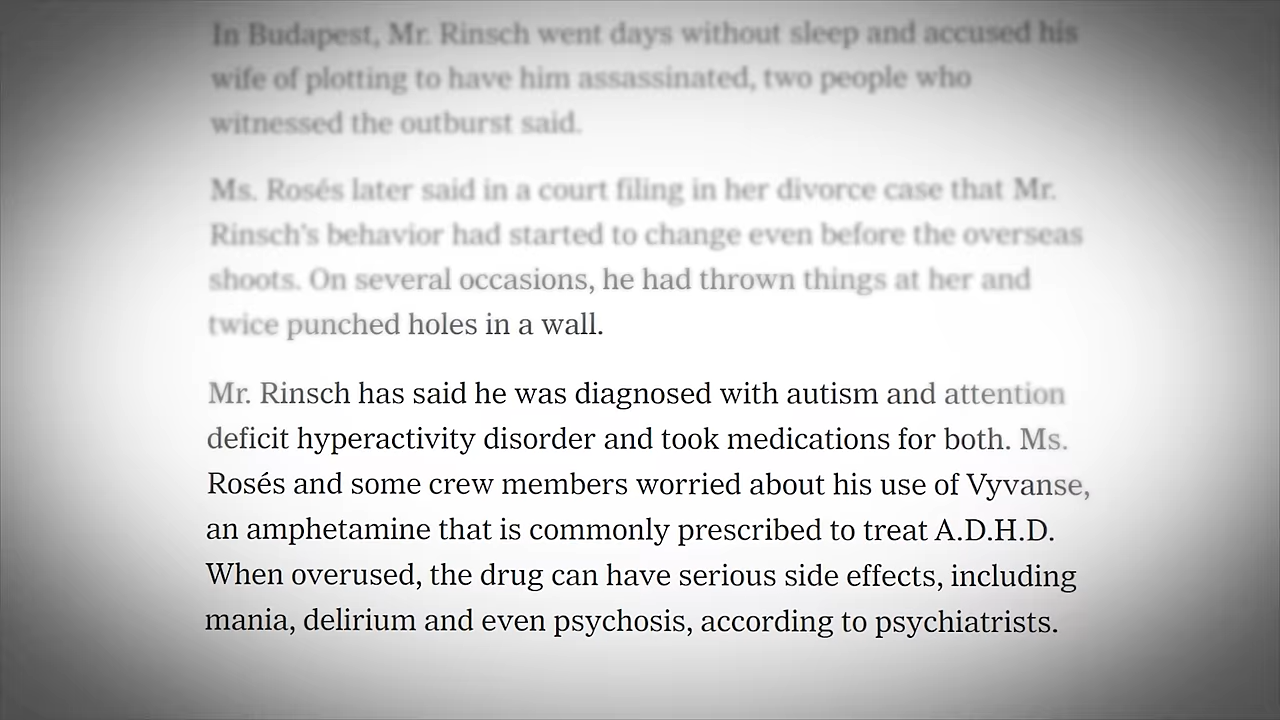 In Budapest, Mr. Rinsch went days without sleep and accused his
wife of plotting to have him assassinated, two people who
witnessed the outburst said.
Ms. Rosés later said in a court filing in her divorce case that Mr.
Rinsch's behavior had started to change even before the overseas
shoots. On several occasions, he had thrown things at her and
twice punched holes in a wall.
Mr. Rinsch has said he was diagnosed with autism and attention
deficit hyperactivity disorder and took medications for both. Ms.
Rosés and some crew members worried about his use of Vyvanse,
an amphetamine that is commonly prescribed to treat A.D.H.D.
When overused, the drug can have serious side effects, including
mania, delirium and even psychosis, according to psychiatrists.